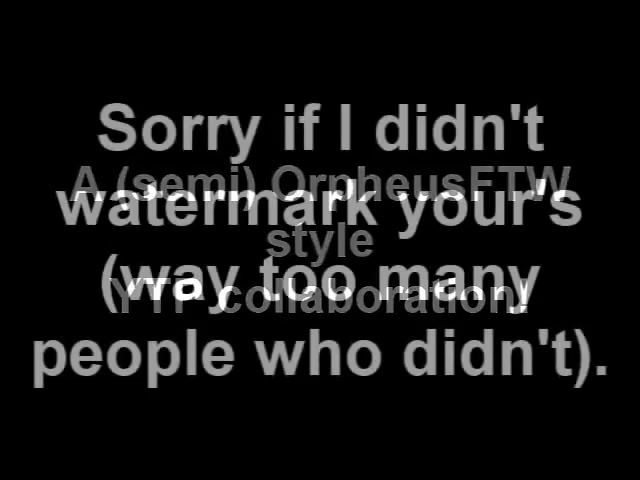 Sorry if I didn't
A (semi) OrpheusFTW
watermark your's
style
(way too many
YTP collaboration!
people who didn't).